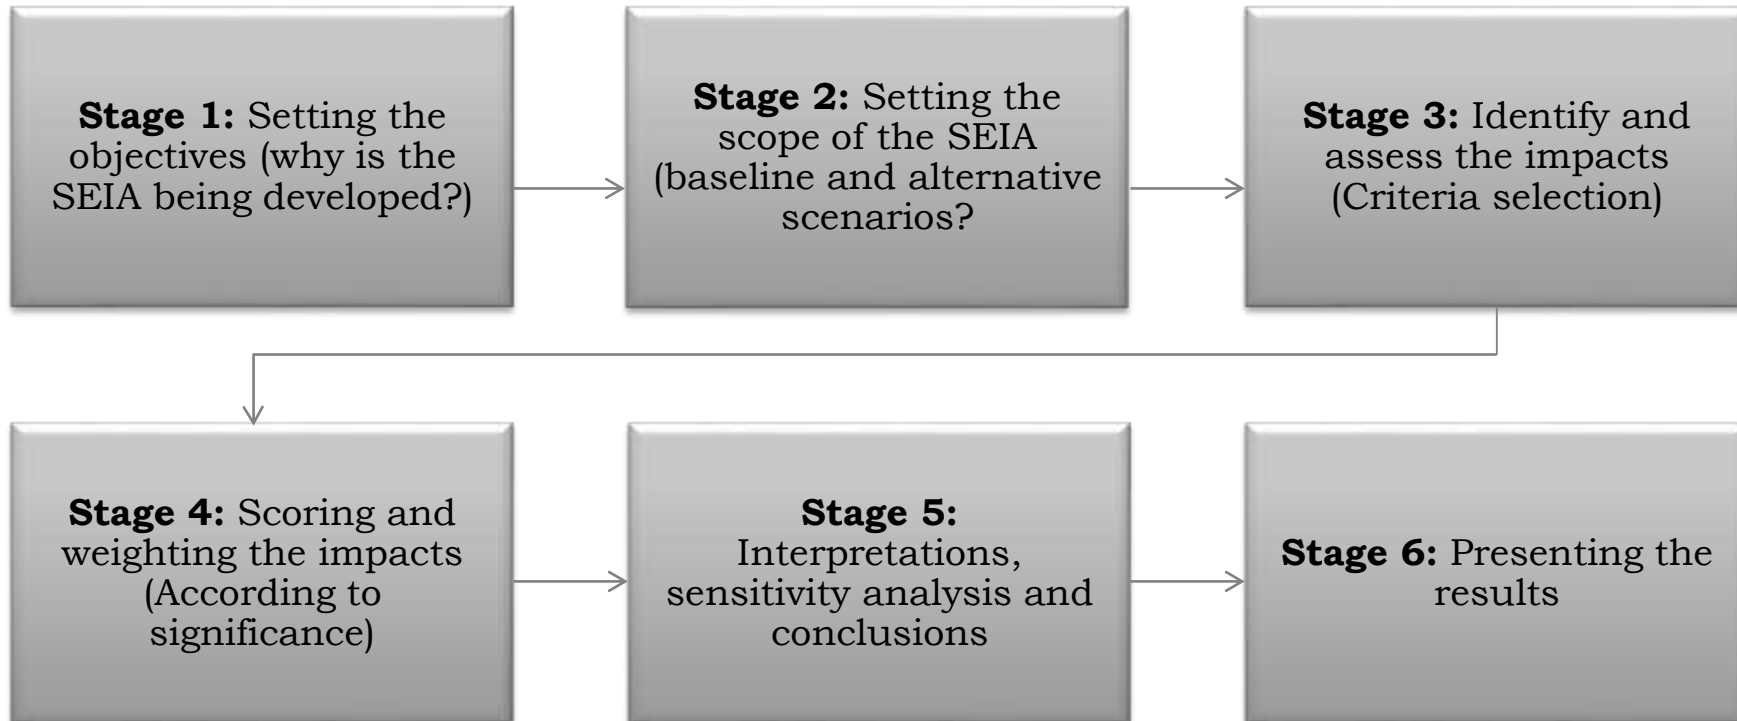 Stage 1: Setting the
objectives (why is the
SEIA being developed?)
Stage 2: Setting the
scope of the SEIA
(baseline and alternative
scenarios?
Stage 3: Identify and
assess the impacts
(Criteria selection)
Stage 4: Scoring and
weighting the impacts
(According to
significance)
Stage 5:
Interpretations,
sensitivity analysis and
conclusions
Stage 6: Presenting the
results